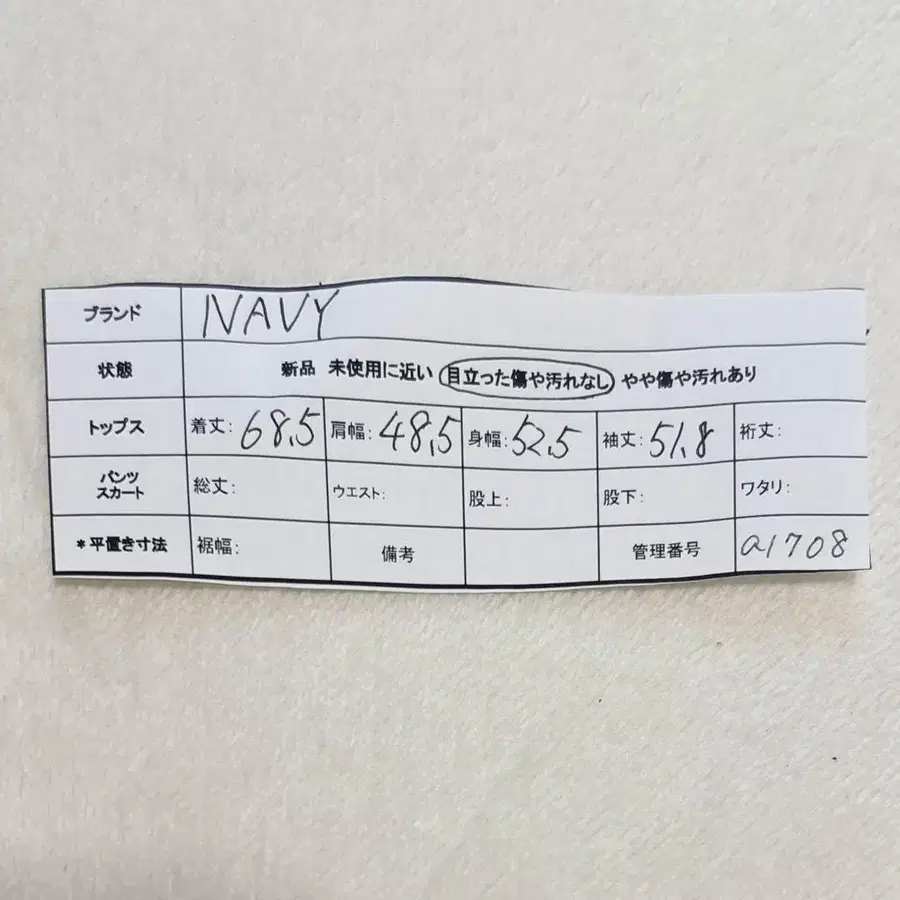 ブランド NAVY
状態 新品 未使用に近い 目立った傷や汚れなし やや傷や汚れあり
トップス 着丈: 68.5 肩幅: 48.5 身幅: 52.5 袖丈: 51.8 裄丈:
パンツ
スカート 総丈: ウエスト: 股上: 股下: ワタリ:
*平置き寸法 裾幅: 備考 管理番号 a1708